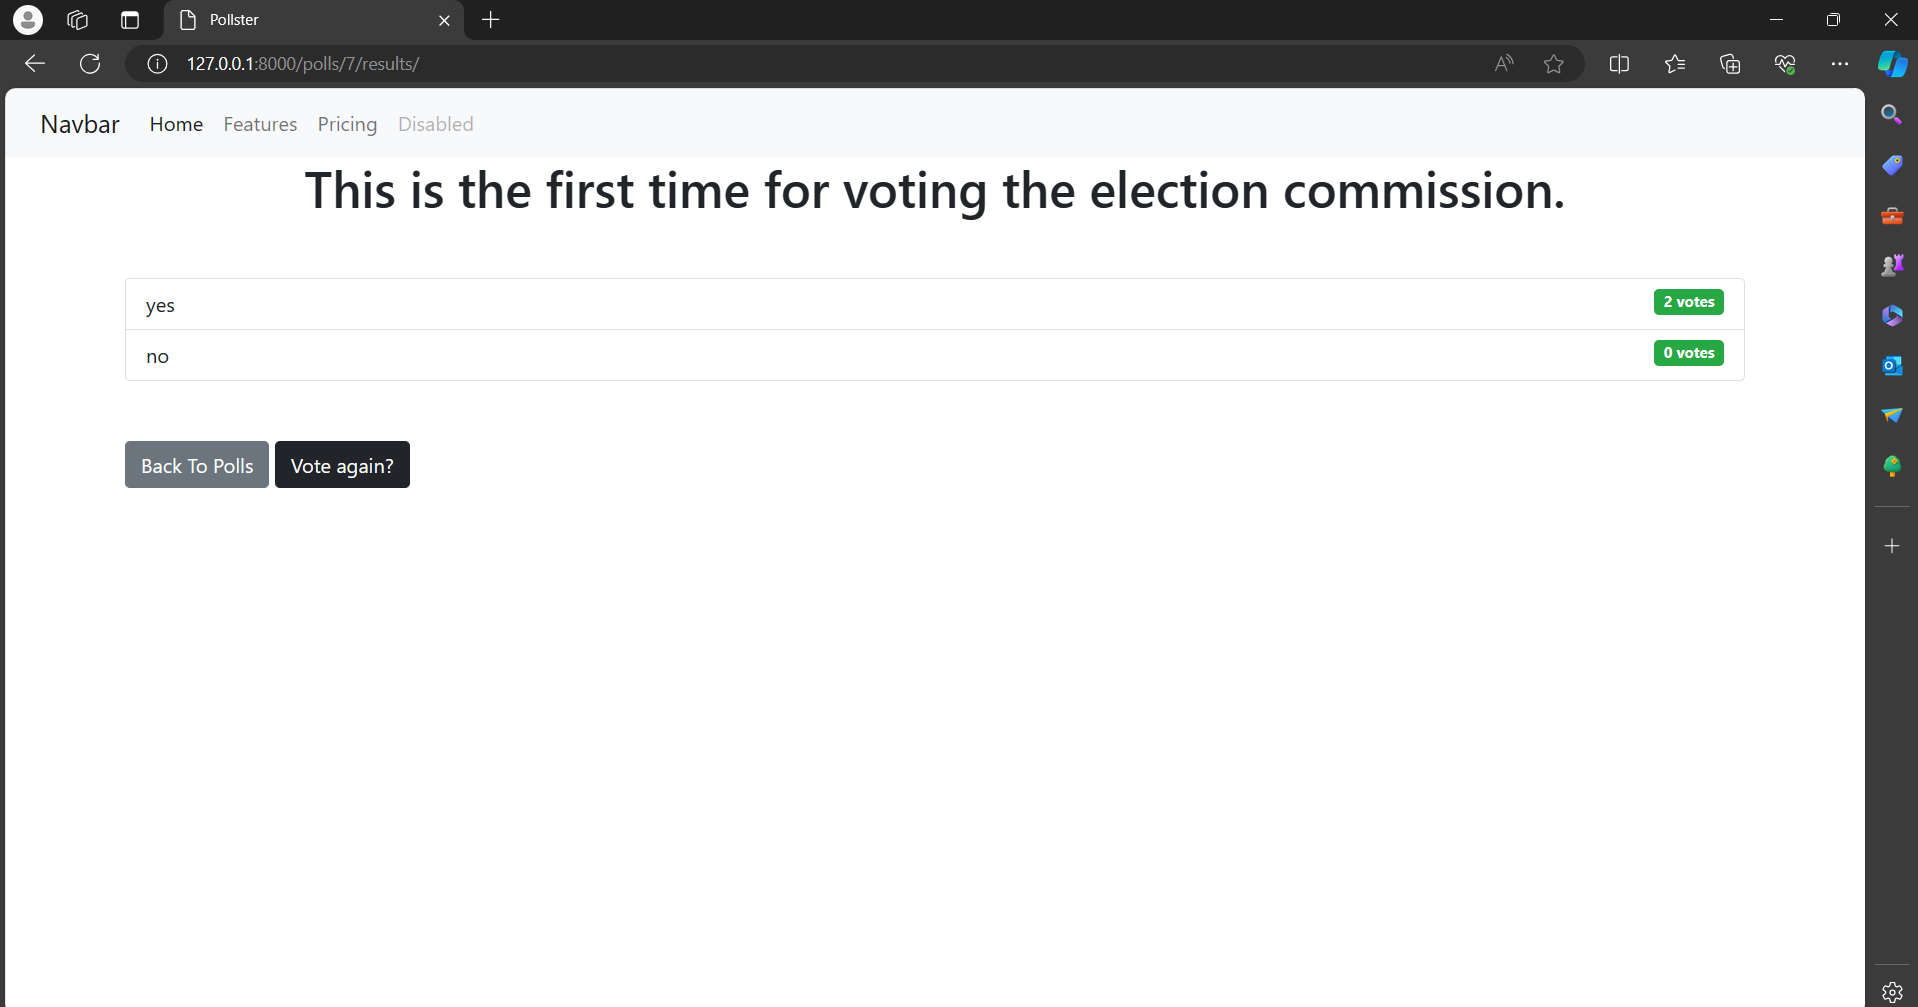 Pollster
127.0.0.1:8000/polls/7/results/
Navbar Home Features Pricing Disabled
This is the first time for voting the election commission.
yes 2 votes
no 0 votes
Back To Polls Vote again?